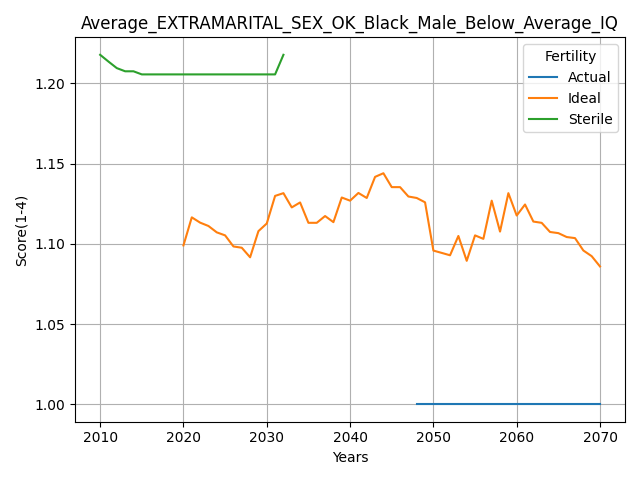 Average_EXTRAMARITAL_SEX_OK_Black_Male_Below_Average_IQ
Fertility
Actual
Ideal
Sterile
Score(1-4)
1.20
1.15
1.10
1.05
1.00
2010 2020 2030 2040 2050 2060 2070
Years